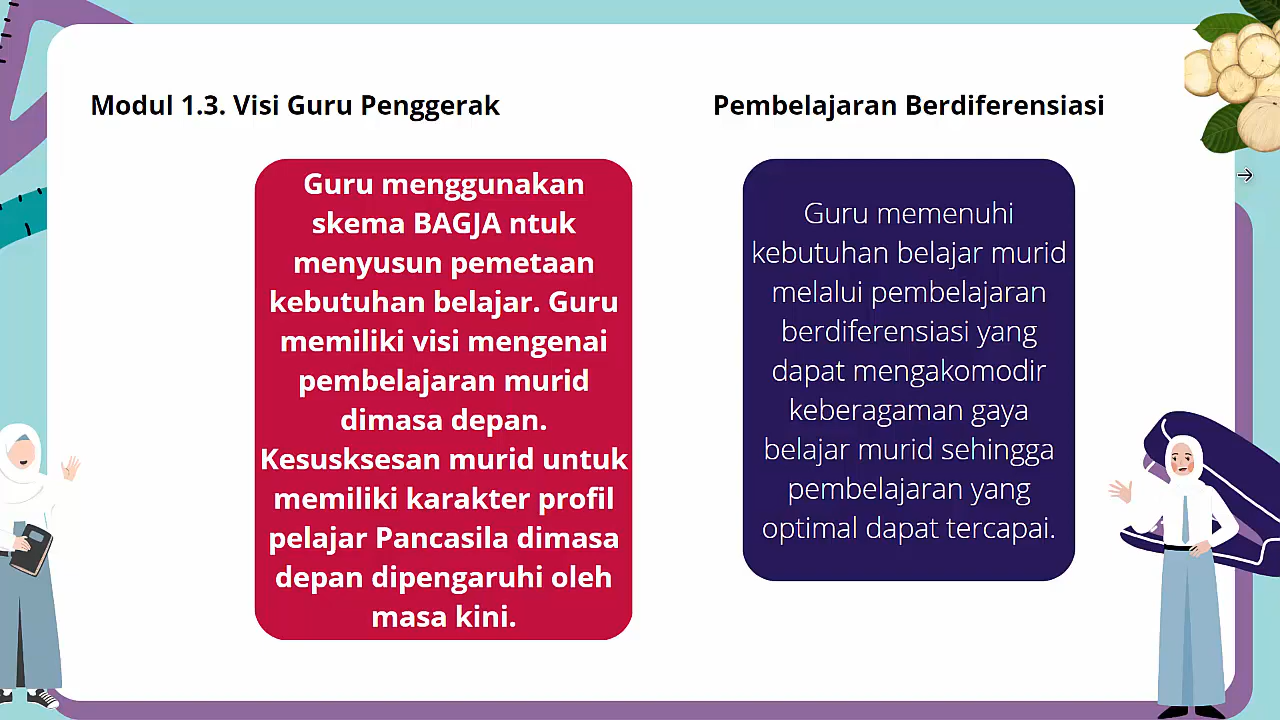 Modul 1.3. Visi Guru Penggerak
Guru menggunakan
skema BAGJA ntuk
menyusun pemetaan
kebutuhan belajar. Guru
memiliki visi mengenai
pembelajaran murid
dimasa depan.
Kesusksesan murid untuk
memiliki karakter profil
pelajar Pancasila dimasa
depan dipengaruhi oleh
masa kini.
Pembelajaran Berdiferensiasi
Guru memenuhi
kebutuhan belajar murid
melalui pembelajaran
berdiferensiasi yang
dapat mengakomodir
keberagaman gaya
belajar murid sehingga
pembelajaran yang
optimal dapat tercapai.